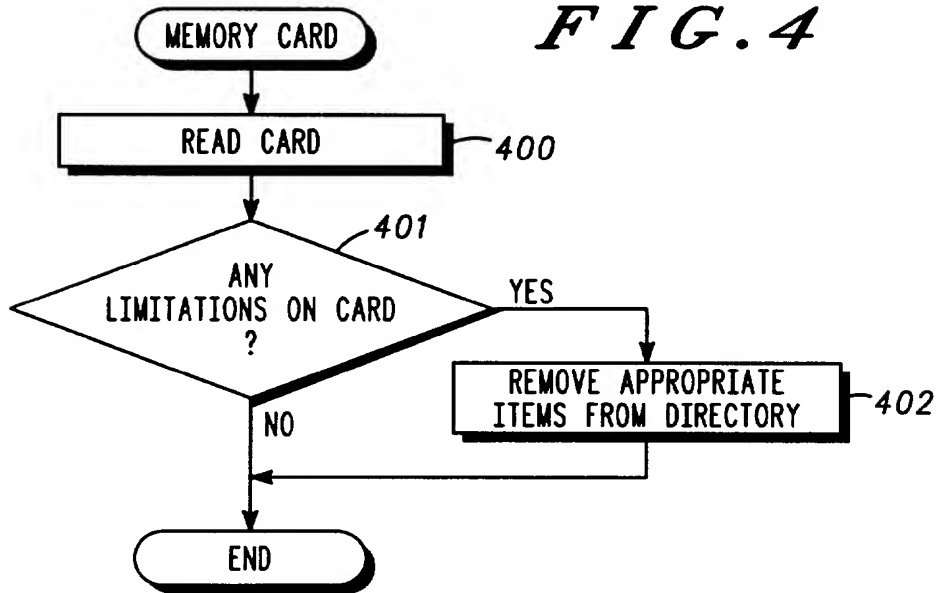 FIG.4
MEMORY CARD
READ CARD
400
401
ANY
LIMITATIONS ON CARD
?
YES
REMOVE APPROPRIATE
ITEMS FROM DIRECTORY
402
NO
END